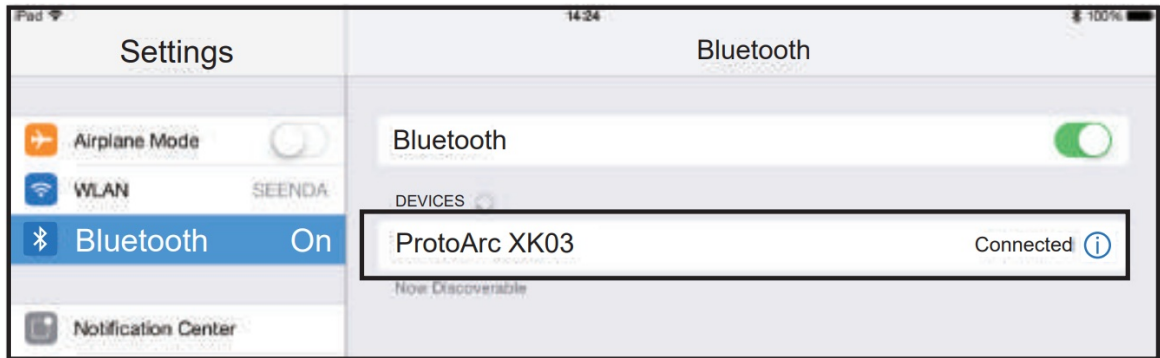 iPad 14:24 100%
Settings
Bluetooth
Airplane Mode
Bluetooth
WLAN SEENDA
DEVICES
Bluetooth On
ProtoArc XK03 Connected
Now Discoverable
Notification Center